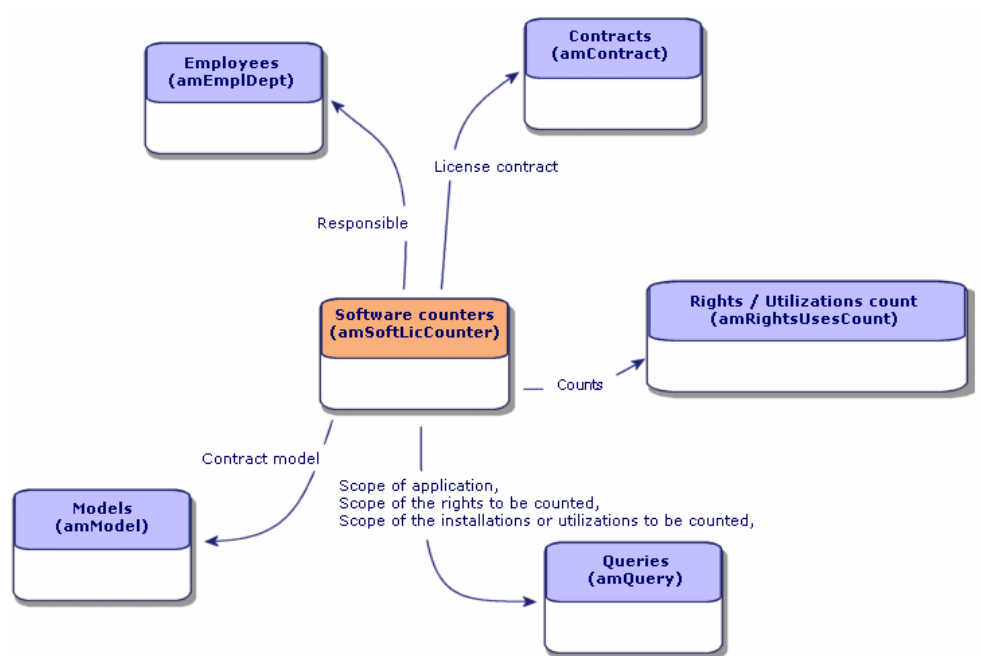 Contracts
(amContract)
Employees
(amEmplDept)
License contract
Responsible
Rights / Utilizations count
(amRightsUsesCount)
Software counters
(amSoftLicCounter)
Counts
Contract model
Scope of application,
Scope of the rights to be counted,
Scope of the installations or utilizations to be counted,
Models
(amModel)
Queries
(amQuery)